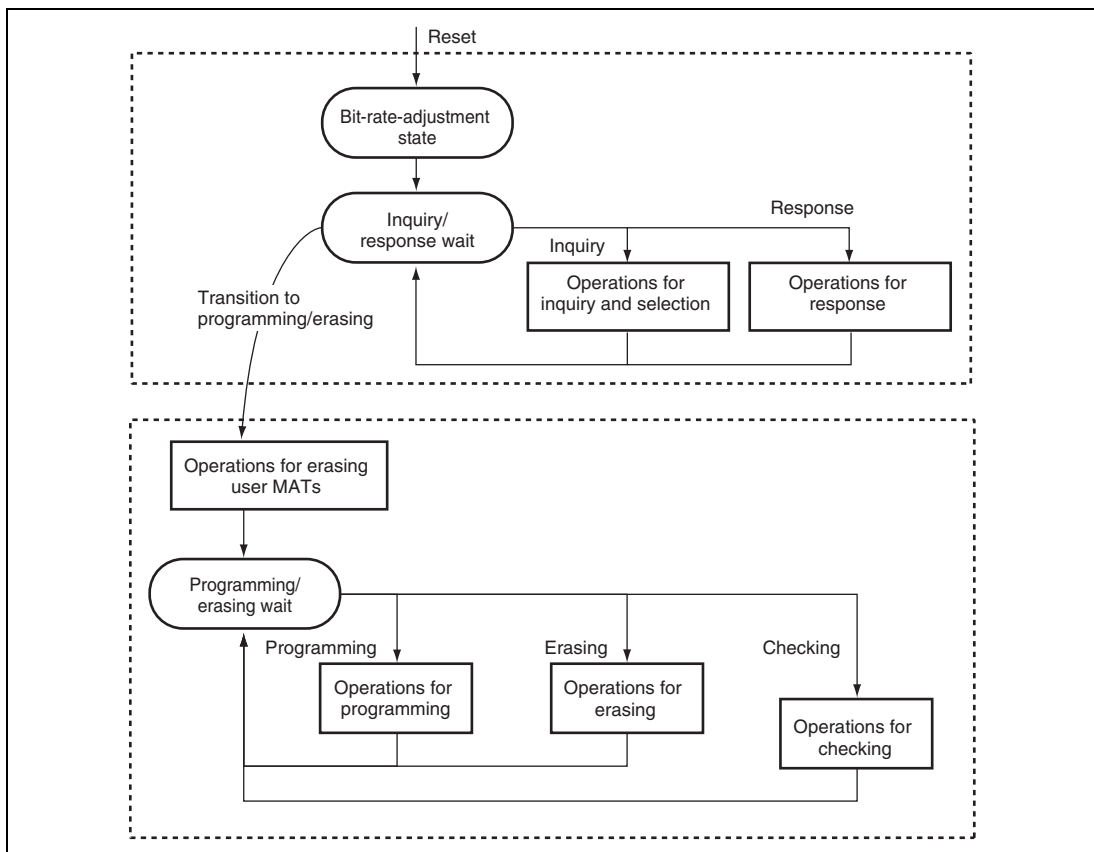 Reset
Bit-rate-adjustment
state
Inquiry/
response wait
Response
Inquiry
Operations for
inquiry and selection
Operations for
response
Transition to
programming/erasing
Operations for erasing
user MATs
Programming/
erasing wait
Programming
Erasing
Checking
Operations for
programming
Operations for
erasing
Operations for
checking